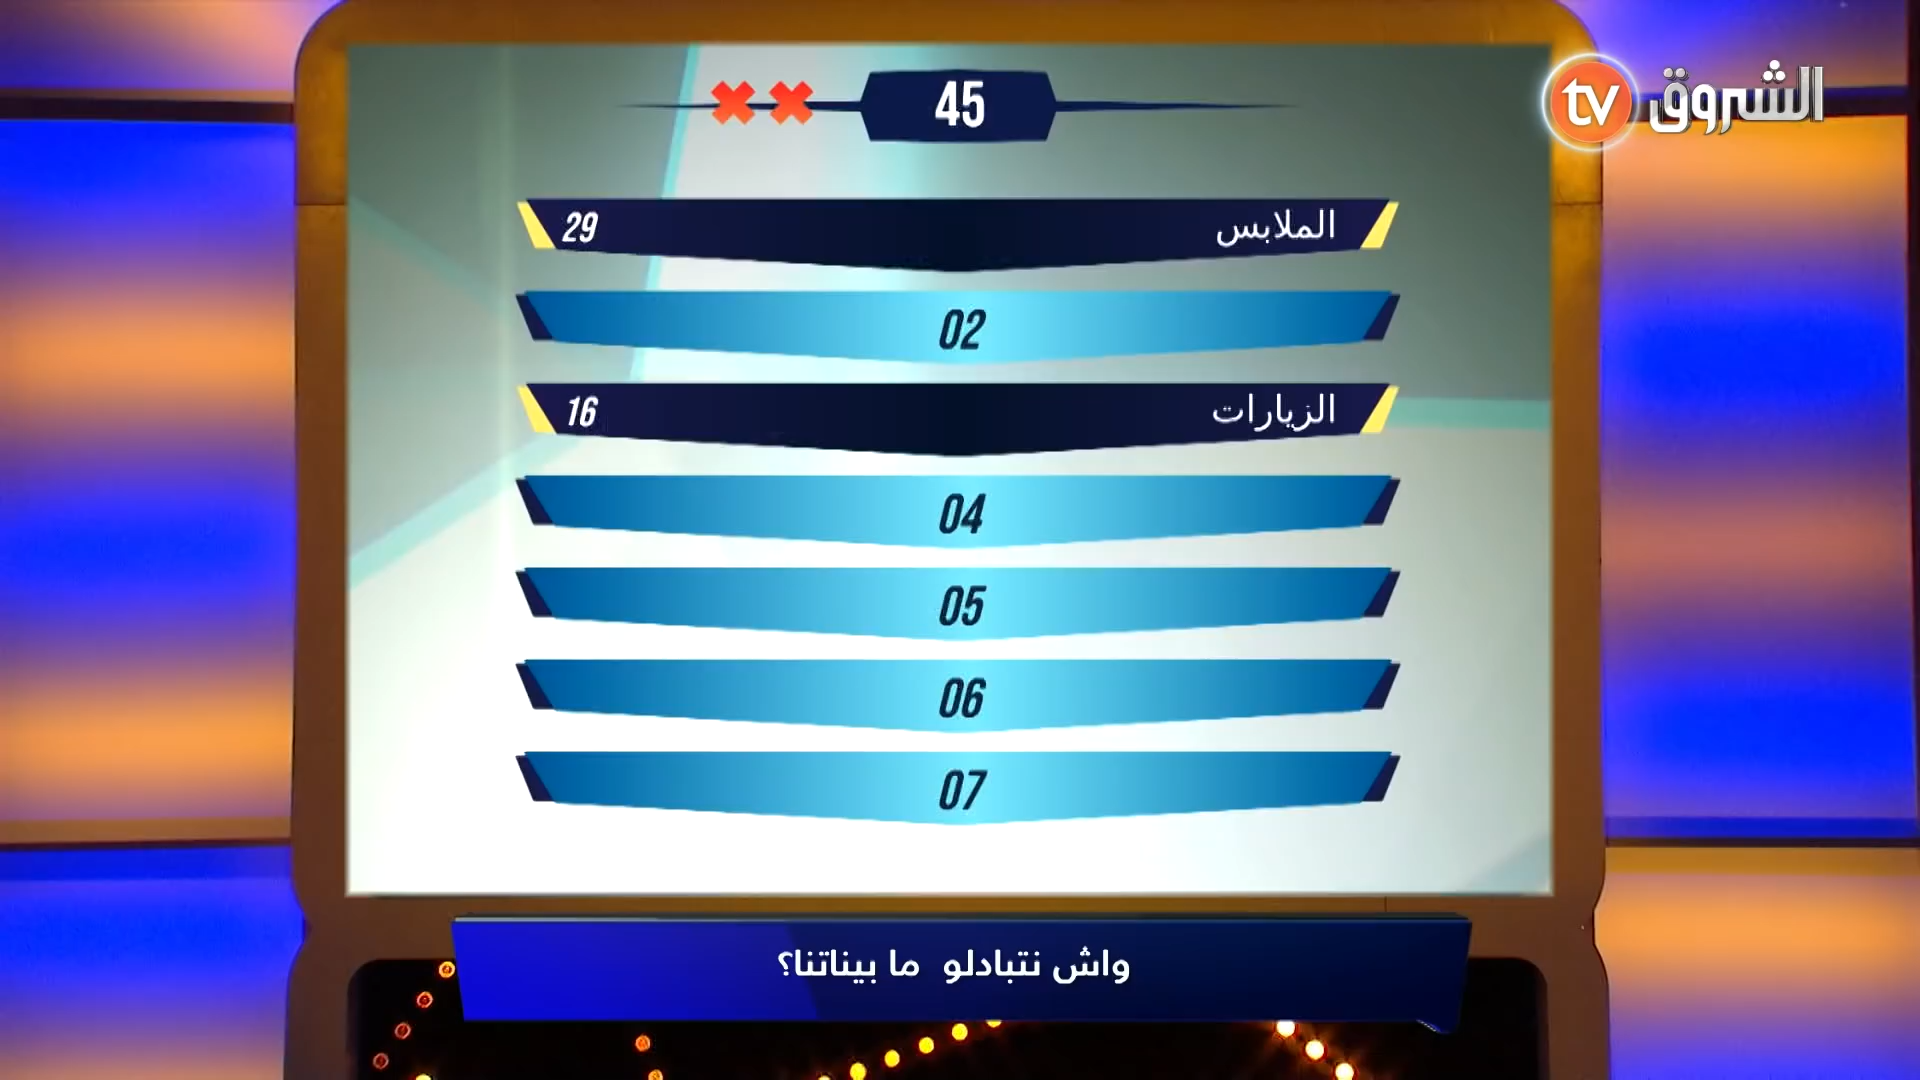 45
tv الشروق
الملابس 29
02
الزيارات 16
04
05
06
07
واش نتبادلو ما بيناتنا؟